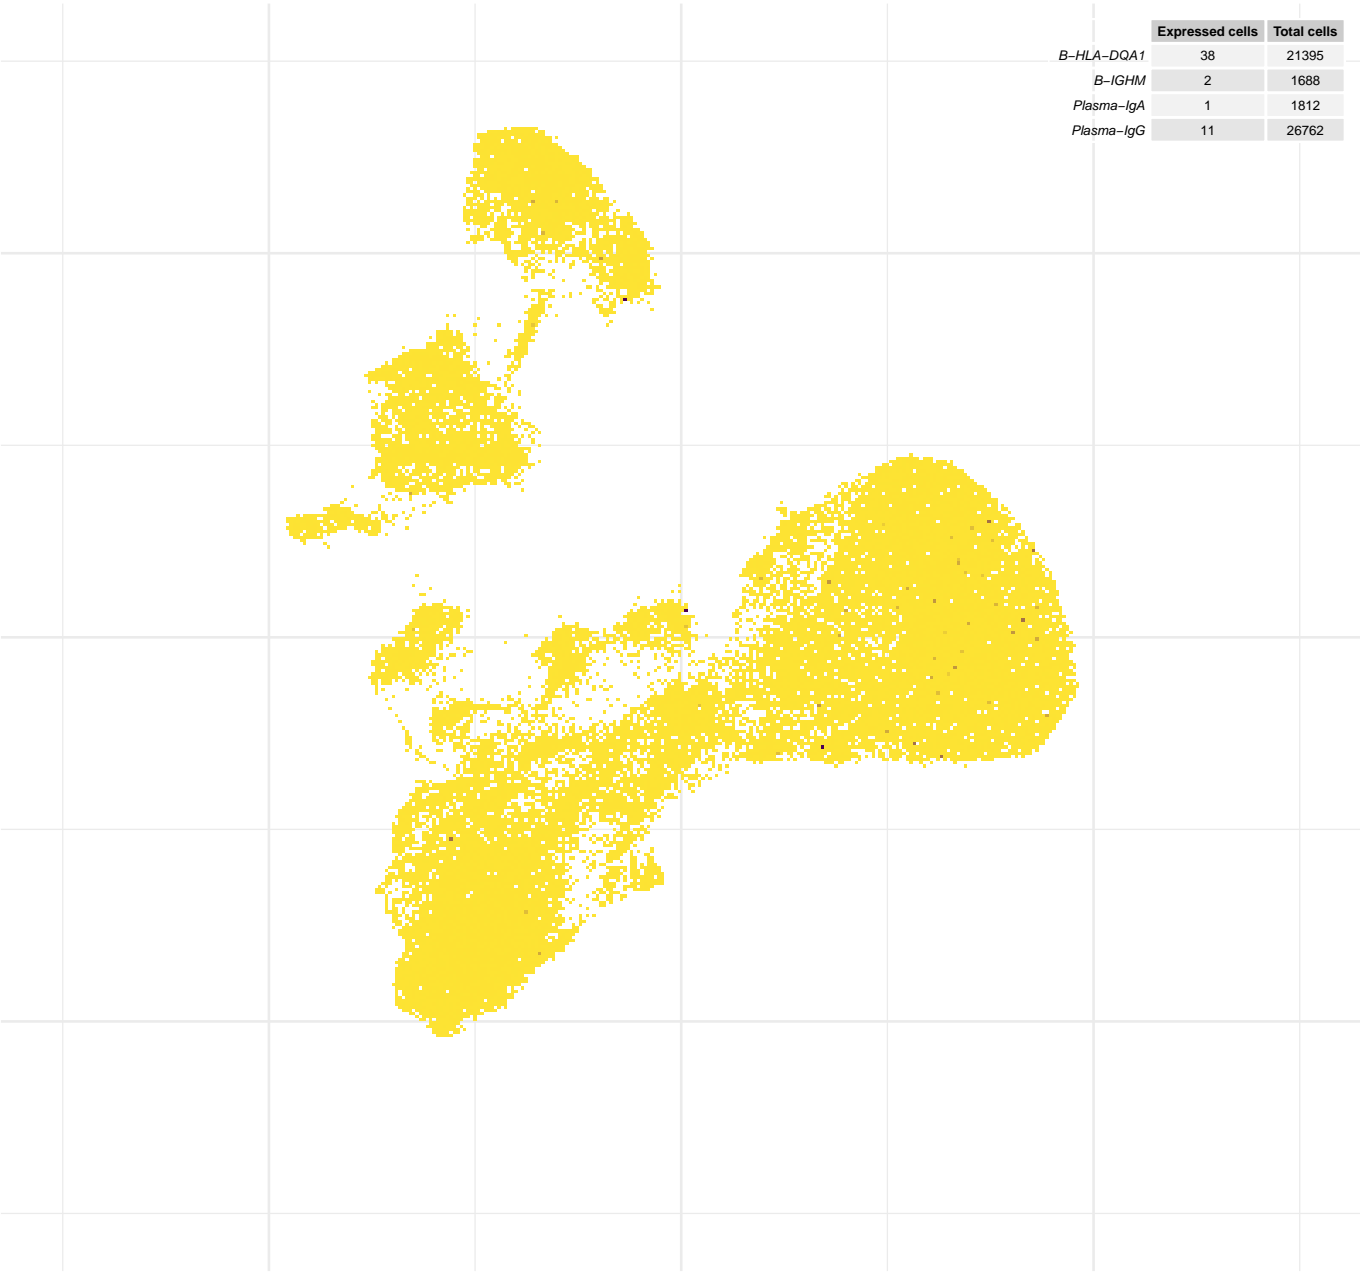 Expressed cells Total cells
B−HLA−DQA1 38 21395
B−IGHM 2 1688
Plasma−IgA 1 1812
Plasma−IgG 11 26762